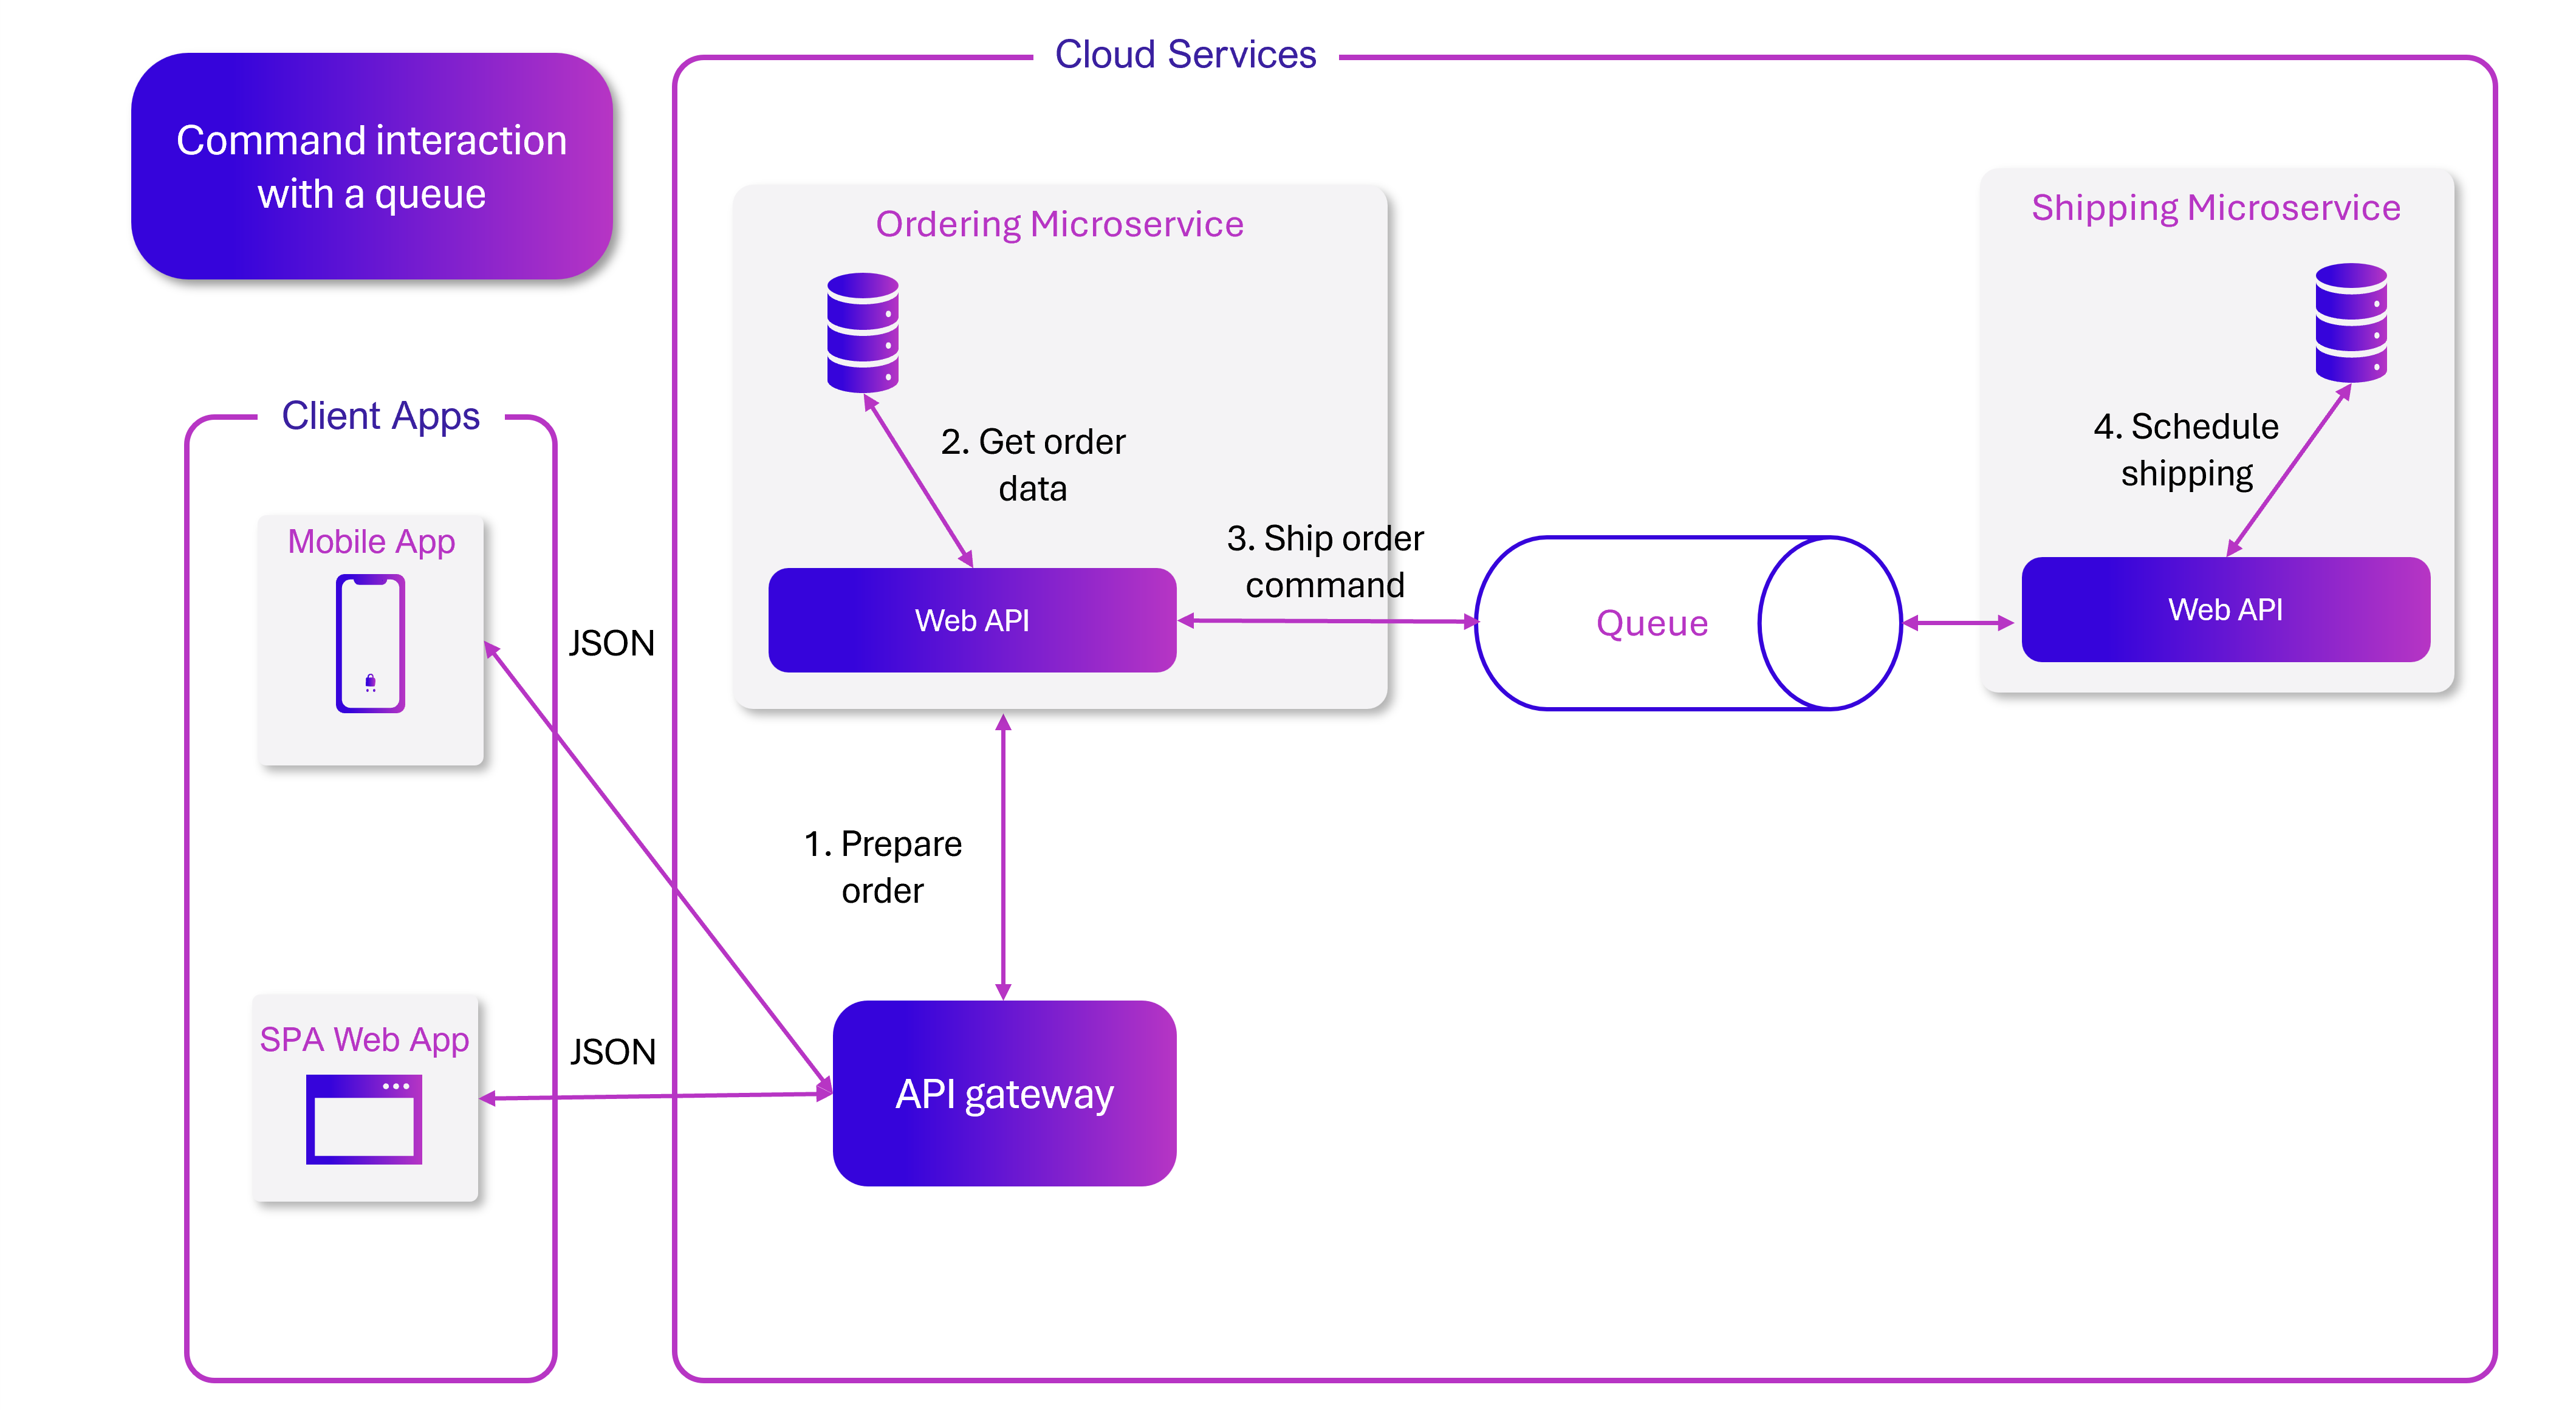 Cloud Services
Command interaction
with a queue
Ordering Microservice
Shipping Microservice
Client Apps
2. Get order
data
4. Schedule
shipping
Mobile App
3. Ship order
command
Web API
Queue
Web API
JSON
1. Prepare
order
SPA Web App
JSON
API gateway